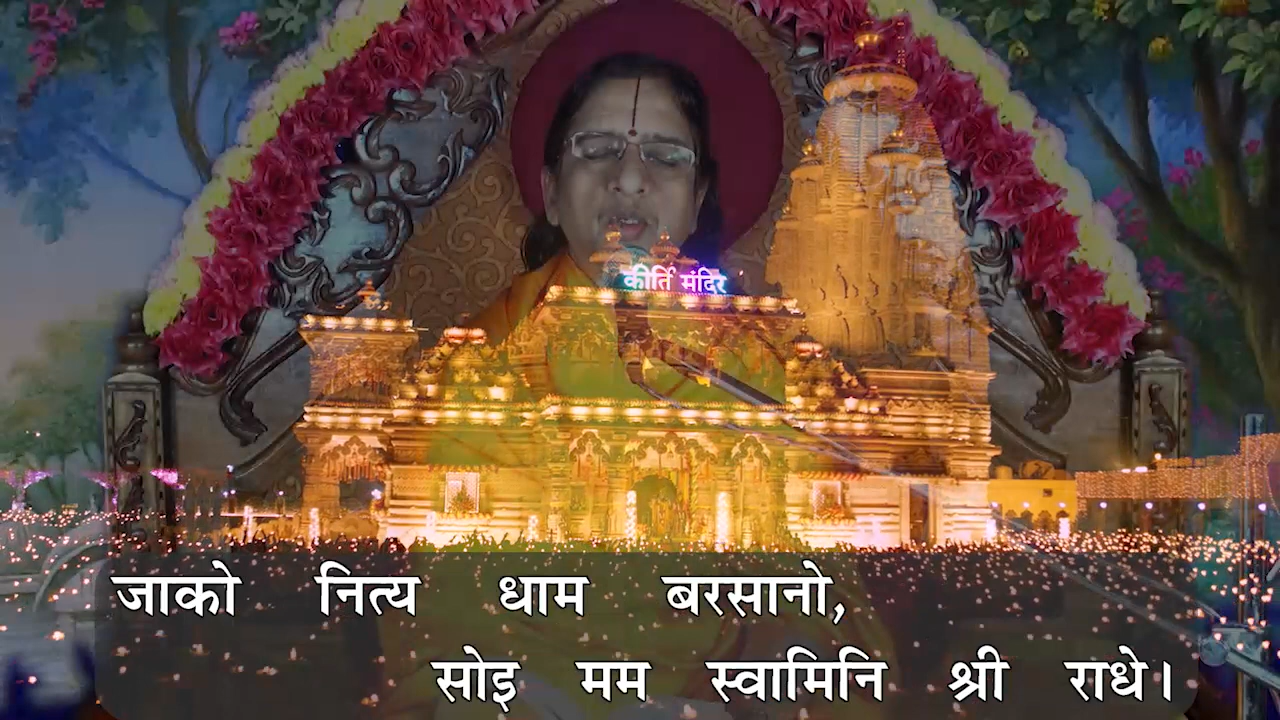 कीर्ति मंदिर
जाको नित्य धाम बरसानो,
सोइ मम स्वामिनि श्री राधे।